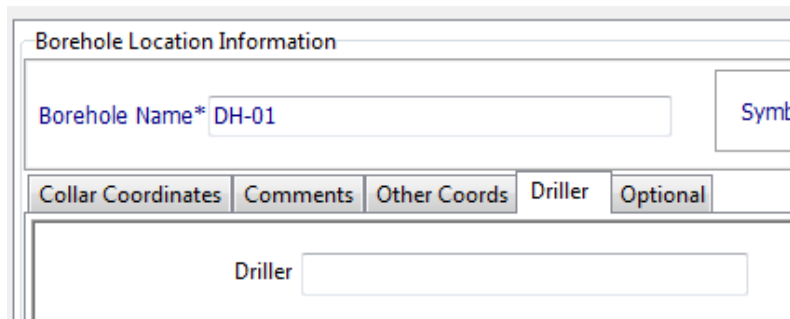 Borehole Location Information
Borehole Name* DH-01
Collar Coordinates Comments Other Coords Driller Optional
Driller